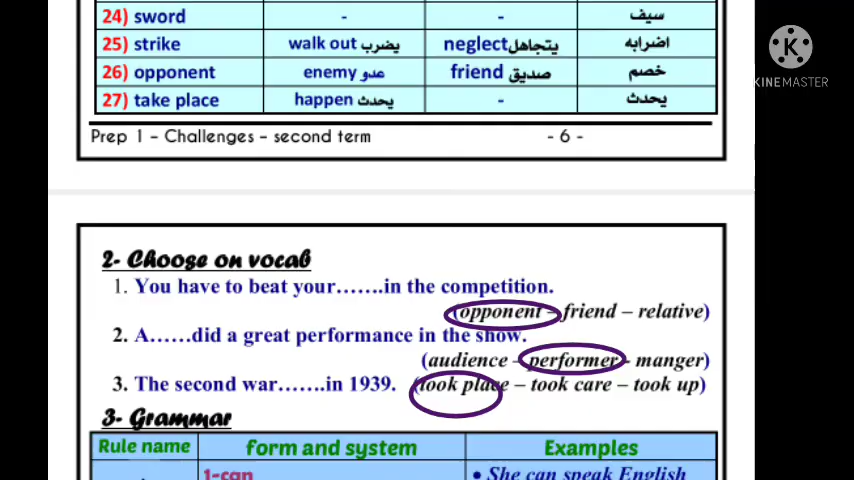 24) sword - - سيف
25) strike walk out يضرب neglect يتجاهل اضرابه
26) opponent enemy عدو friend صديق خصم
27) take place happen يحدث - يحدث
KINEMASTER
Prep 1 – Challenges – second term - 6 -
2- Choose on vocab
1. You have to beat your…….in the competition.
(opponent – friend – relative)
2. A……did a great performance in the show.
(audience – performer – manger)
3. The second war…….in 1939. (took place – took care – took up)
3- Grammar
Rule name form and system Examples
1-can • She can speak English